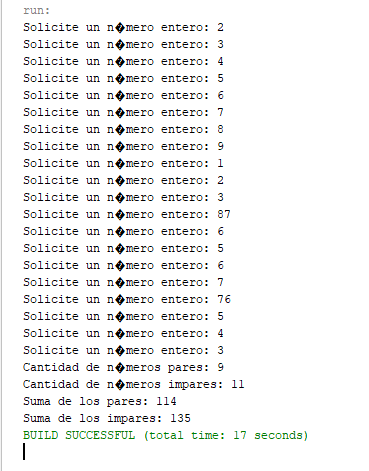 run:
Solicite un n�mero entero: 2
Solicite un n�mero entero: 3
Solicite un n�mero entero: 4
Solicite un n�mero entero: 5
Solicite un n�mero entero: 6
Solicite un n�mero entero: 7
Solicite un n�mero entero: 8
Solicite un n�mero entero: 9
Solicite un n�mero entero: 1
Solicite un n�mero entero: 2
Solicite un n�mero entero: 3
Solicite un n�mero entero: 87
Solicite un n�mero entero: 6
Solicite un n�mero entero: 5
Solicite un n�mero entero: 6
Solicite un n�mero entero: 7
Solicite un n�mero entero: 76
Solicite un n�mero entero: 5
Solicite un n�mero entero: 4
Solicite un n�mero entero: 3
Cantidad de n�meros pares: 9
Cantidad de n�meros impares: 11
Suma de los pares: 114
Suma de los impares: 135
BUILD SUCCESSFUL (total time: 17 seconds)